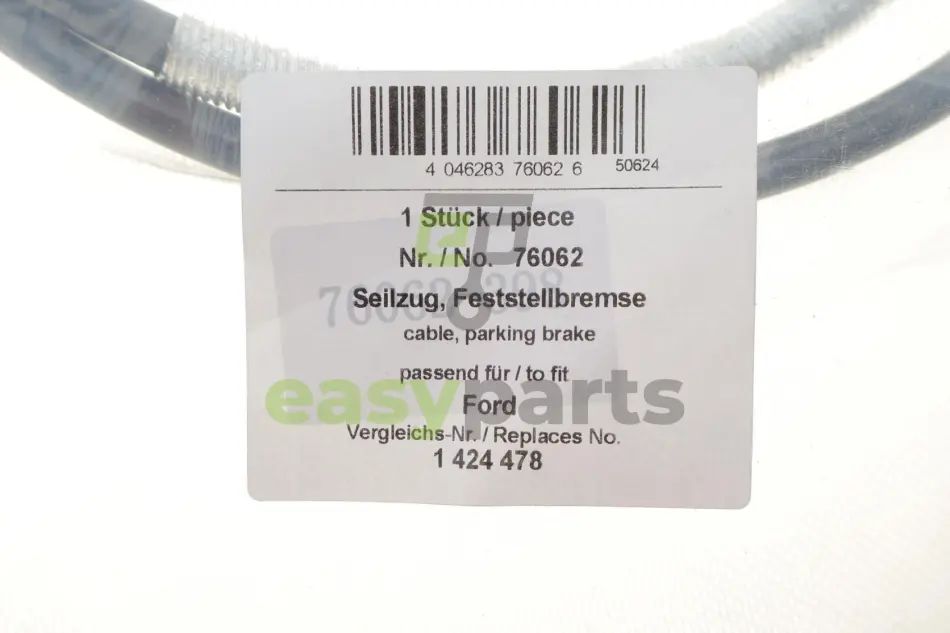 4 046283 76062 6 50624
1 Stück / piece
Nr. / No. 76062
Seilzug, Feststellbremse
cable, parking brake
passend für / to fit
easyparts
Ford
Vergleichs-Nr. / Replaces No.
1 424 478